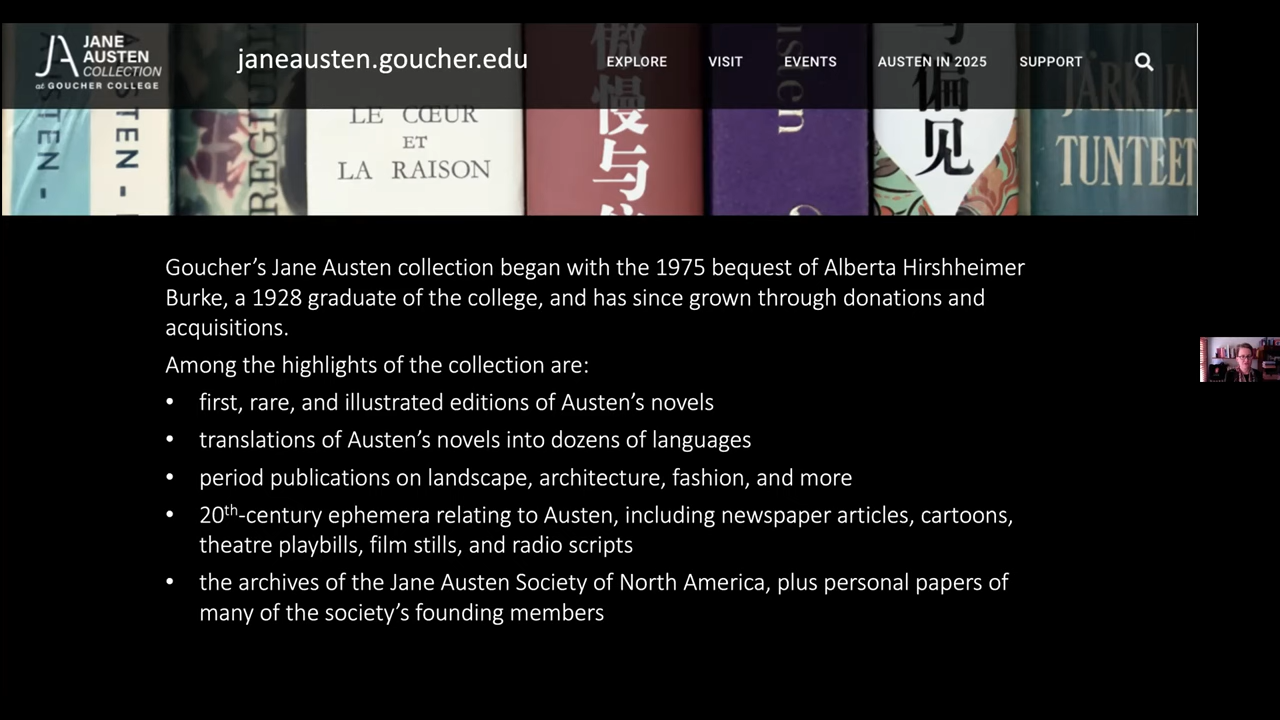 JA JANE
AUSTEN
COLLECTION
at GOUCHER COLLEGE
janeausten.goucher.edu
EXPLORE VISIT EVENTS AUSTEN IN 2025 SUPPORT
LE CŒUR
ET
LA RAISON
慢与
偏见
TUNTEET
Goucher’s Jane Austen collection began with the 1975 bequest of Alberta Hirshheimer
Burke, a 1928 graduate of the college, and has since grown through donations and
acquisitions.
Among the highlights of the collection are:
• first, rare, and illustrated editions of Austen’s novels
• translations of Austen’s novels into dozens of languages
• period publications on landscape, architecture, fashion, and more
• 20th-century ephemera relating to Austen, including newspaper articles, cartoons,
theatre playbills, film stills, and radio scripts
• the archives of the Jane Austen Society of North America, plus personal papers of
many of the society’s founding members